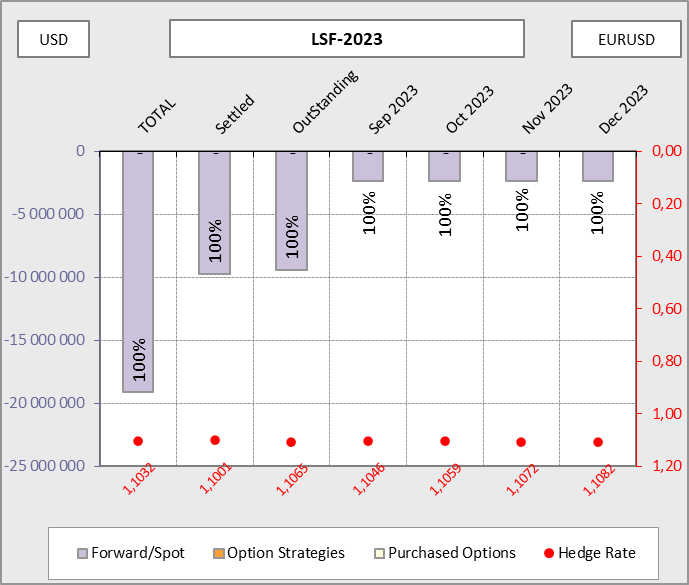 USD LSF-2023 EURUSD
TOTAL Settled OutStanding Sep 2023 Oct 2023 Nov 2023 Dec 2023
0 0,00
-5 000 000 0,20
-10 000 000 0,40
-15 000 000 0,60
-20 000 000 0,80
-25 000 000 1,00
1,20
100% 100% 100% 100% 100% 100% 100%
1,1032 1,1001 1,1065 1,1046 1,1059 1,1072 1,1082
Forward/Spot Option Strategies Purchased Options Hedge Rate